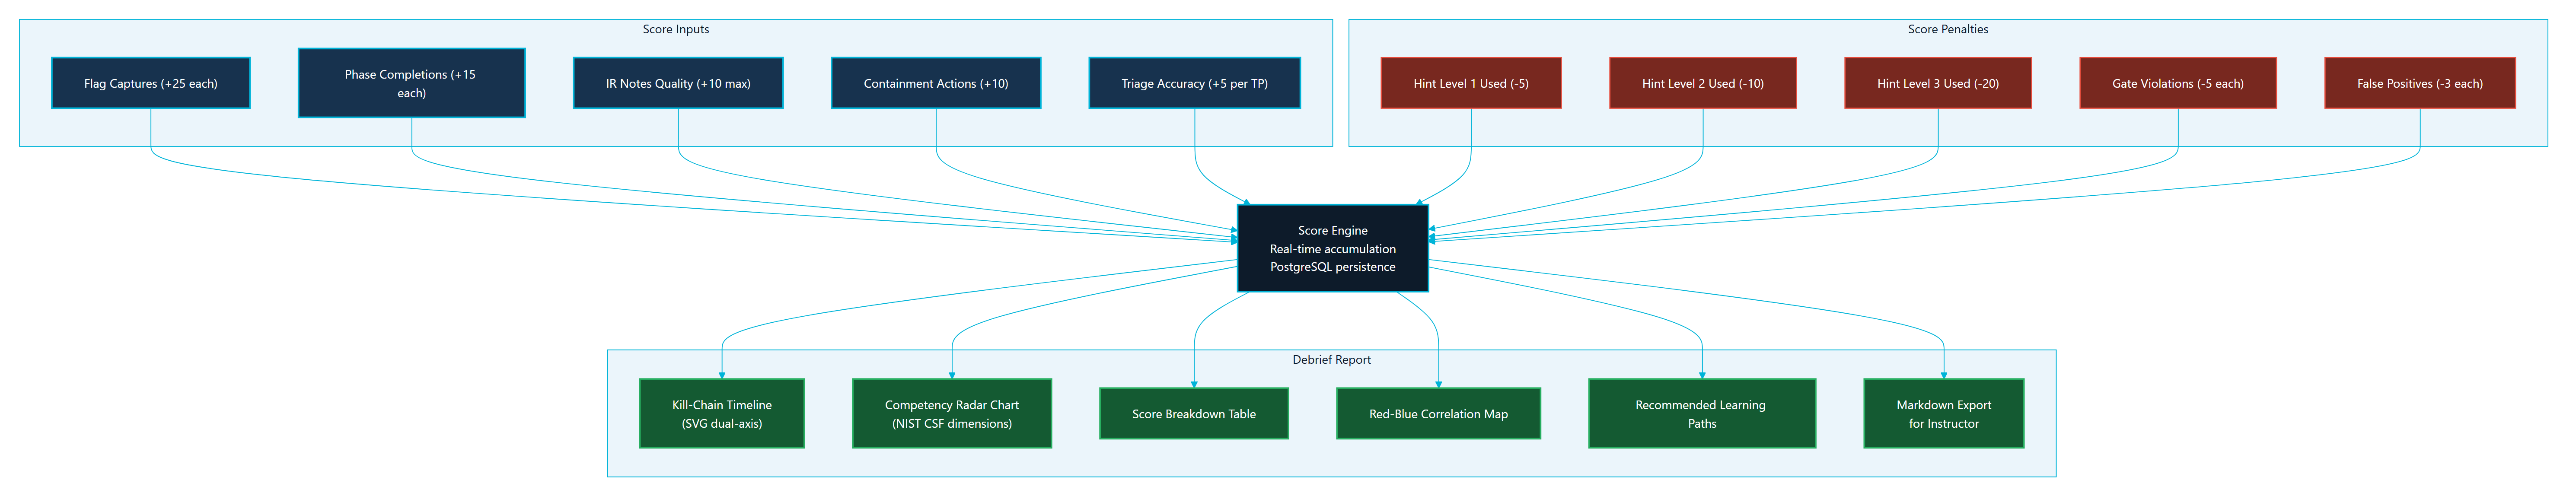 Score Inputs
Score Penalties
Flag Captures (+25 each)
Phase Completions (+15
each)
IR Notes Quality (+10 max)
Containment Actions (+10)
Triage Accuracy (+5 per TP)
Hint Level 1 Used (-5)
Hint Level 2 Used (-10)
Hint Level 3 Used (-20)
Gate Violations (-5 each)
False Positives (-3 each)
Score Engine
Real-time accumulation
PostgreSQL persistence
Debrief Report
Kill-Chain Timeline
(SVG dual-axis)
Competency Radar Chart
(NIST CSF dimensions)
Score Breakdown Table
Red-Blue Correlation Map
Recommended Learning
Paths
Markdown Export
for Instructor